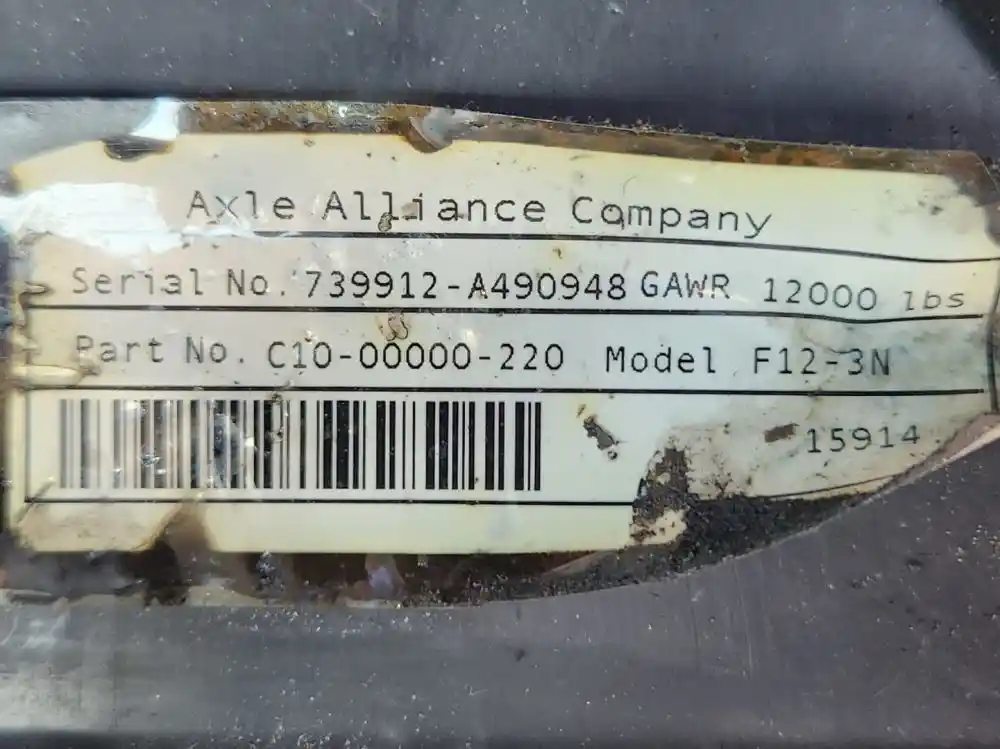 Axle Alliance Company
Serial No. 739912-A490948 GAWR 12000 lbs
Part No. C10-00000-220 Model F12-3N
15914